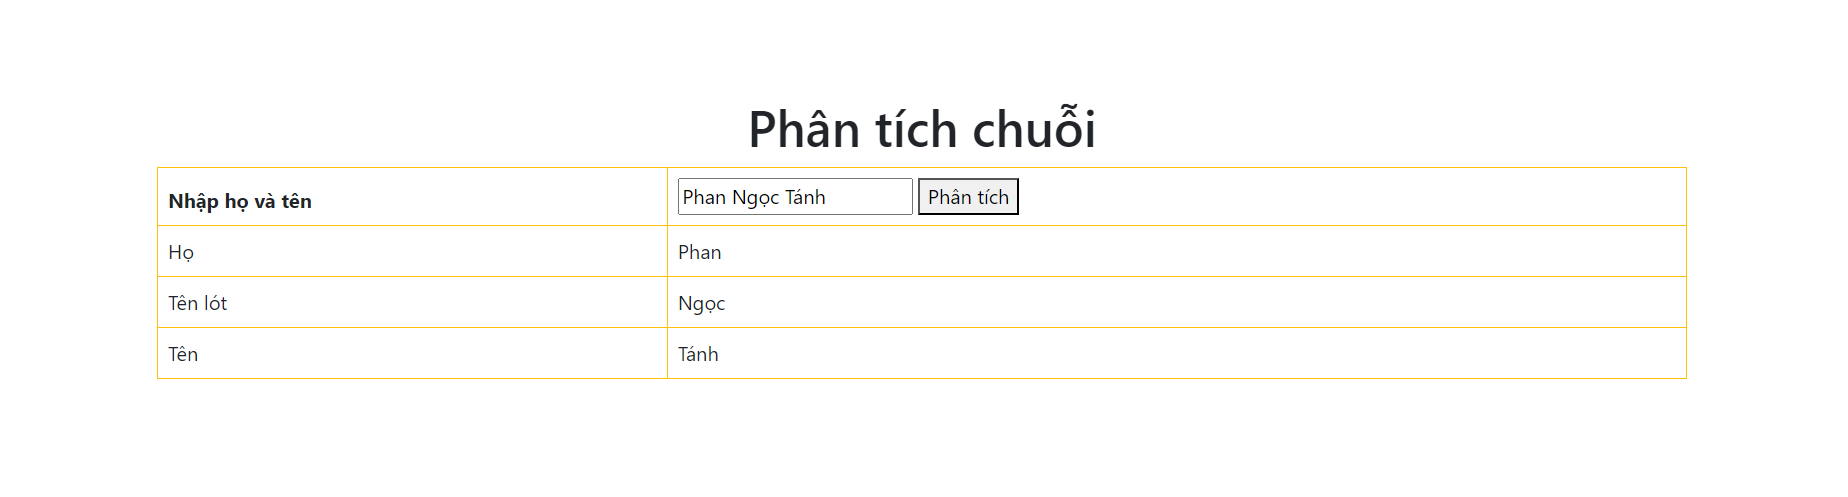 Phân tích chuỗi
Nhập họ và tên Phan Ngọc Tánh Phân tích
Họ Phan
Tên lót Ngọc
Tên Tánh